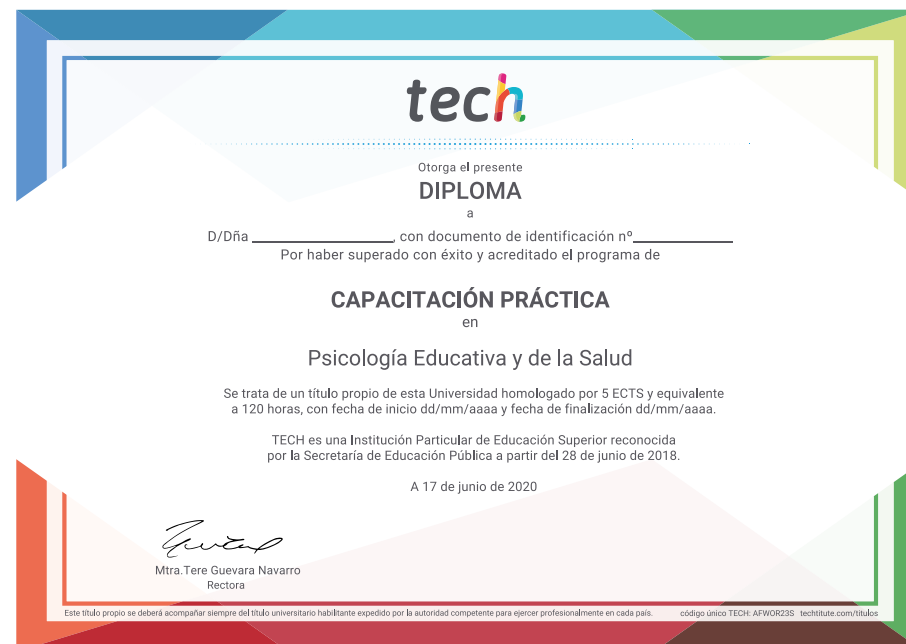 tech
Otorga el presente
DIPLOMA
a
D/Dña ______________, con documento de identificación nº__________
Por haber superado con éxito y acreditado el programa de
CAPACITACIÓN PRÁCTICA
en
Psicología Educativa y de la Salud
Se trata de un título propio de esta Universidad homologado por 5 ECTS y equivalente
a 120 horas, con fecha de inicio dd/mm/aaaa y fecha de finalización dd/mm/aaaa.
TECH es una Institución Particular de Educación Superior reconocida
por la Secretaría de Educación Pública a partir del 28 de junio de 2018.
A 17 de junio de 2020
Mtra.Tere Guevara Navarro
Rectora
Este título propio se deberá acompañar siempre del título universitario habilitante expedido por la autoridad competente para ejercer profesionalmente en cada país. código único TECH: AFWOR23S techtitute.com/titulos